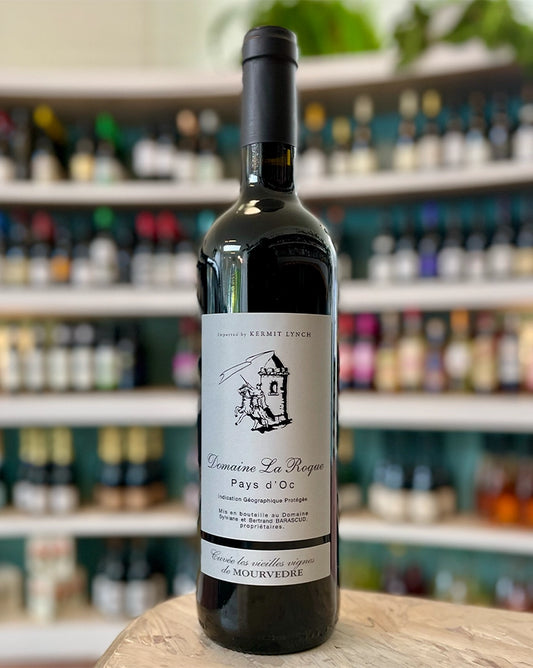 Imported by KERMIT LYNCH
Domaine La Roque
Pays d'Oc
Indication Géographique Protégée
Mis en bouteille au Domaine
Sylviane et Bertrand BARASCUD,
propriétaires.
Cuvée les vieilles vignes
de MOURVEDRE